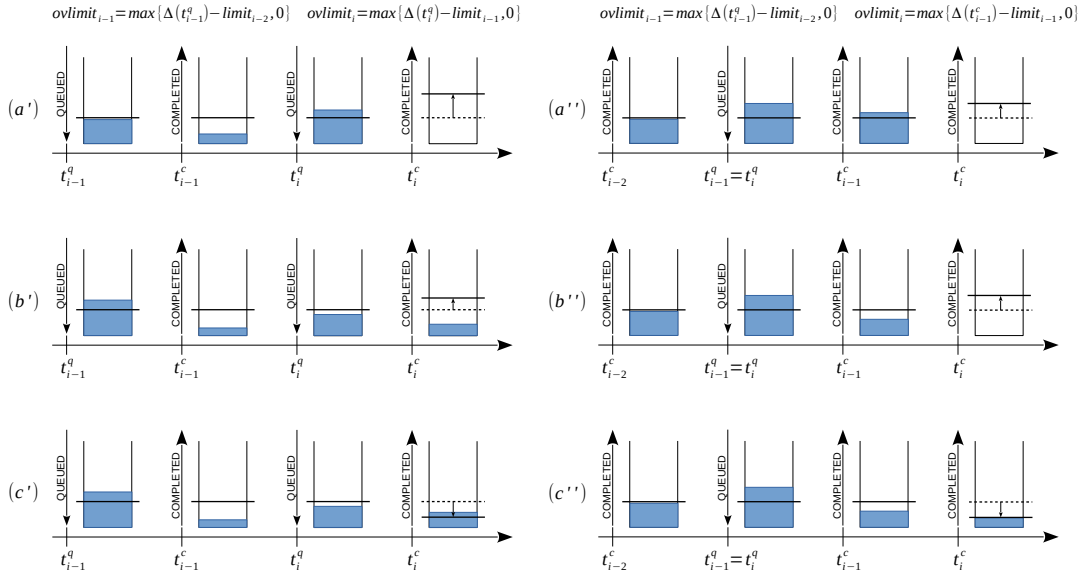 ovlimit_{i−1}=max{Δ(t^q_{i−1})−limit_{i−2},0} ovlimit_i=max{Δ(t^q_i)−limit_{i−1},0} ovlimit_{i−1}=max{Δ(t^q_{i−1})−limit_{i−2},0} ovlimit_i=max{Δ(t^c_{i−1})−limit_{i−1},0}
(a') QUEUED COMPLETED QUEUED COMPLETED (a'') COMPLETED QUEUED COMPLETED COMPLETED
t^q_{i−1} t^c_{i−1} t^q_i t^c_i t^c_{i−2} t^q_{i−1}=t^q_i t^c_{i−1} t^c_i
(b') QUEUED COMPLETED QUEUED COMPLETED (b'') COMPLETED QUEUED COMPLETED COMPLETED
t^q_{i−1} t^c_{i−1} t^q_i t^c_i t^c_{i−2} t^q_{i−1}=t^q_i t^c_{i−1} t^c_i
(c') QUEUED COMPLETED QUEUED COMPLETED (c'') COMPLETED QUEUED COMPLETED COMPLETED
t^q_{i−1} t^c_{i−1} t^q_i t^c_i t^c_{i−2} t^q_{i−1}=t^q_i t^c_{i−1} t^c_i